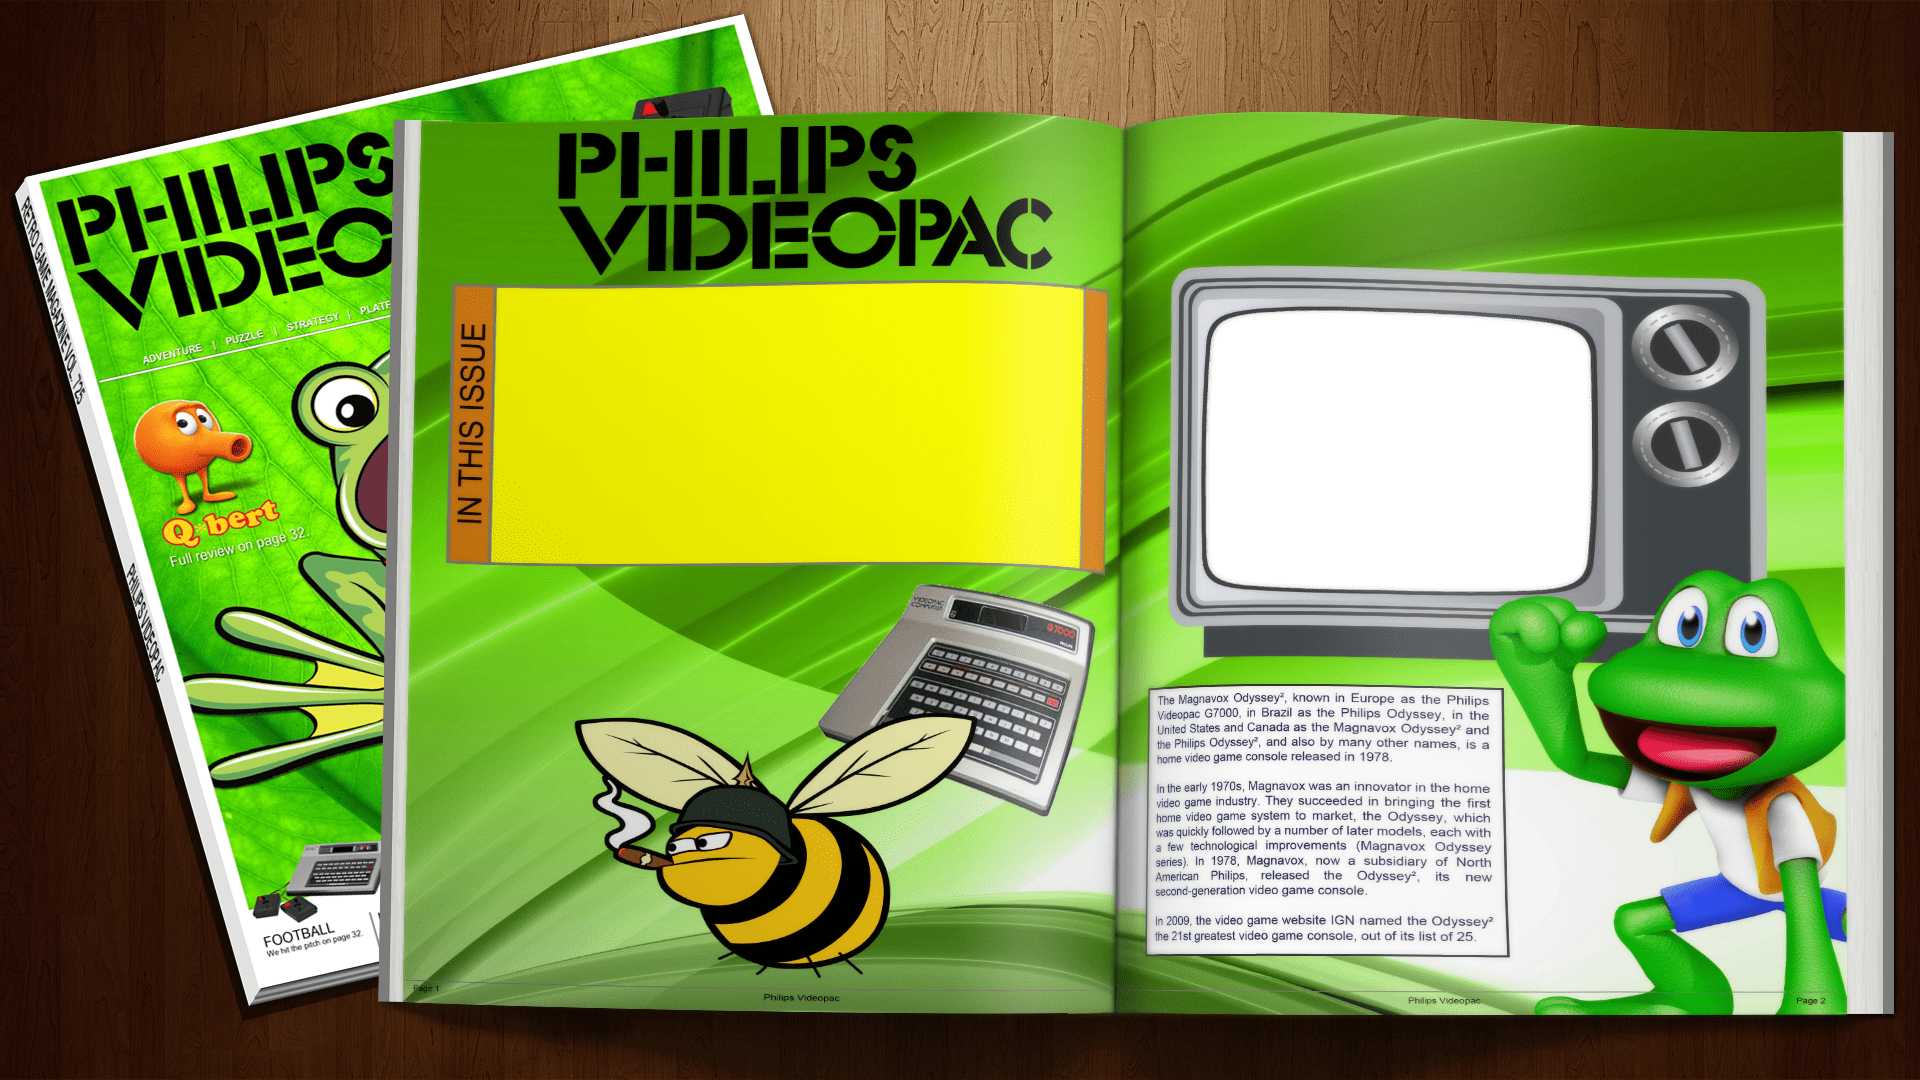 PHILIPS
VIDEO
RETRO GAME MAGAZINE VOL. 725
PHILIPS VIDEOPAC
ADVENTURE | PUZZLE | STRATEGY |
Q*bert
Full review on page 32.
FOOTBALL
We hit the pitch on page 32.
PHILIPS
VIDEOPAC
IN THIS ISSUE
VIDEOPAC
COMPUTER
G7000
PHILIPS
Page 1
Philips Videopac
The Magnavox Odyssey², known in Europe as the Philips
Videopac G7000, in Brazil as the Philips Odyssey, in the
United States and Canada as the Magnavox Odyssey² and
the Philips Odyssey², and also by many other names, is a
home video game console released in 1978.
In the early 1970s, Magnavox was an innovator in the home
video game industry. They succeeded in bringing the first
home video game system to market, the Odyssey, which
was quickly followed by a number of later models, each with
a few technological improvements (Magnavox Odyssey
series). In 1978, Magnavox, now a subsidiary of North
American Philips, released the Odyssey², its new
second-generation video game console.
In 2009, the video game website IGN named the Odyssey²
the 21st greatest video game console, out of its list of 25.
Philips Videopac
Page 2